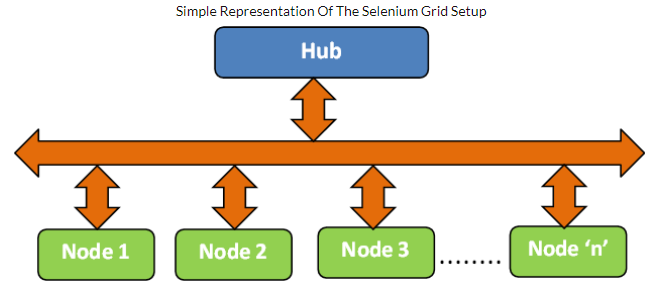 Simple Representation Of The Selenium Grid Setup
Hub
Node 1
Node 2
Node 3
........
Node ‘n’